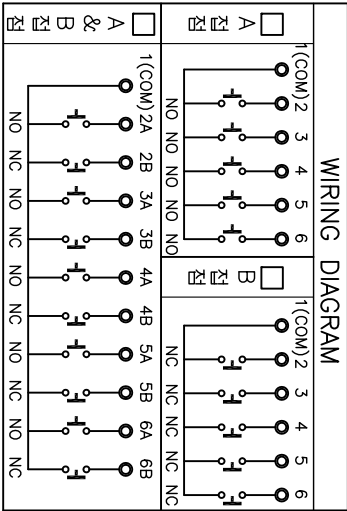 WIRING DIAGRAM
□ A 접점
1(COM) 2 3 4 5 6
NO NO NO NO NO
□ B 접점
1(COM) 2 3 4 5 6
NC NC NC NC NC
□ A & B 접점
1(COM) 2A 2B 3A 3B 4A 4B 5A 5B 6A 6B
NO NC NO NC NO NC NO NC NO NC